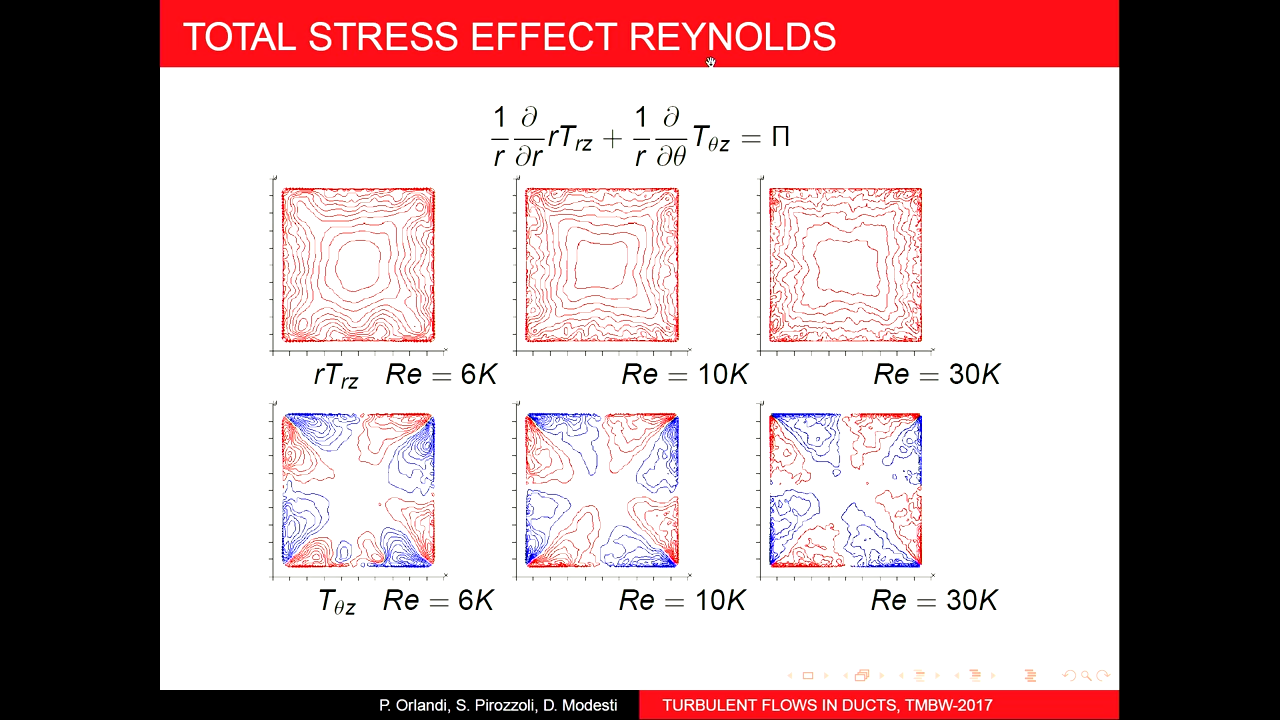 TOTAL STRESS EFFECT REYNOLDS
1/r ∂/∂r rT_rz + 1/r ∂/∂θ T_θz = Π
rT_rz Re = 6K Re = 10K Re = 30K
T_θz Re = 6K Re = 10K Re = 30K
P. Orlandi, S. Pirozzoli, D. Modesti TURBULENT FLOWS IN DUCTS, TMBW-2017